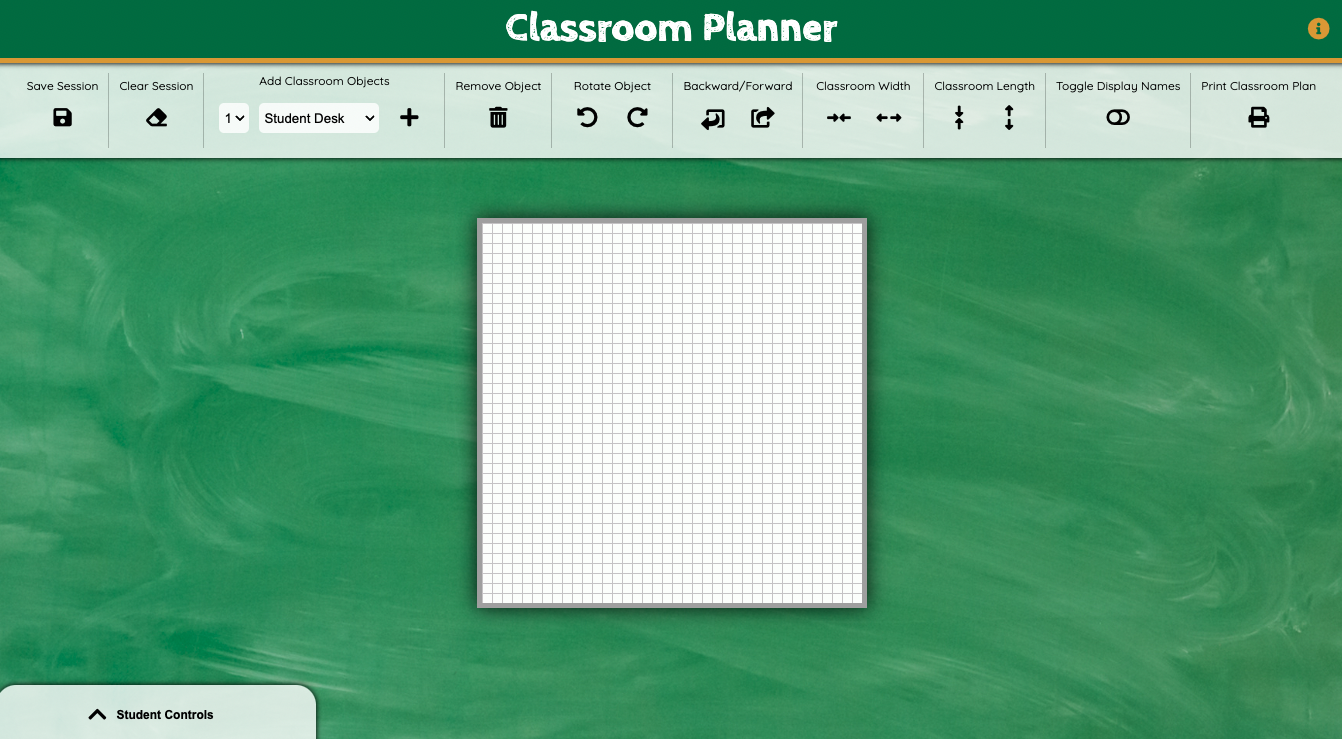 Classroom Planner
Save Session
Clear Session
Add Classroom Objects
1
Student Desk
Remove Object
Rotate Object
Backward/Forward
Classroom Width
Classroom Length
Toggle Display Names
Print Classroom Plan
Student Controls